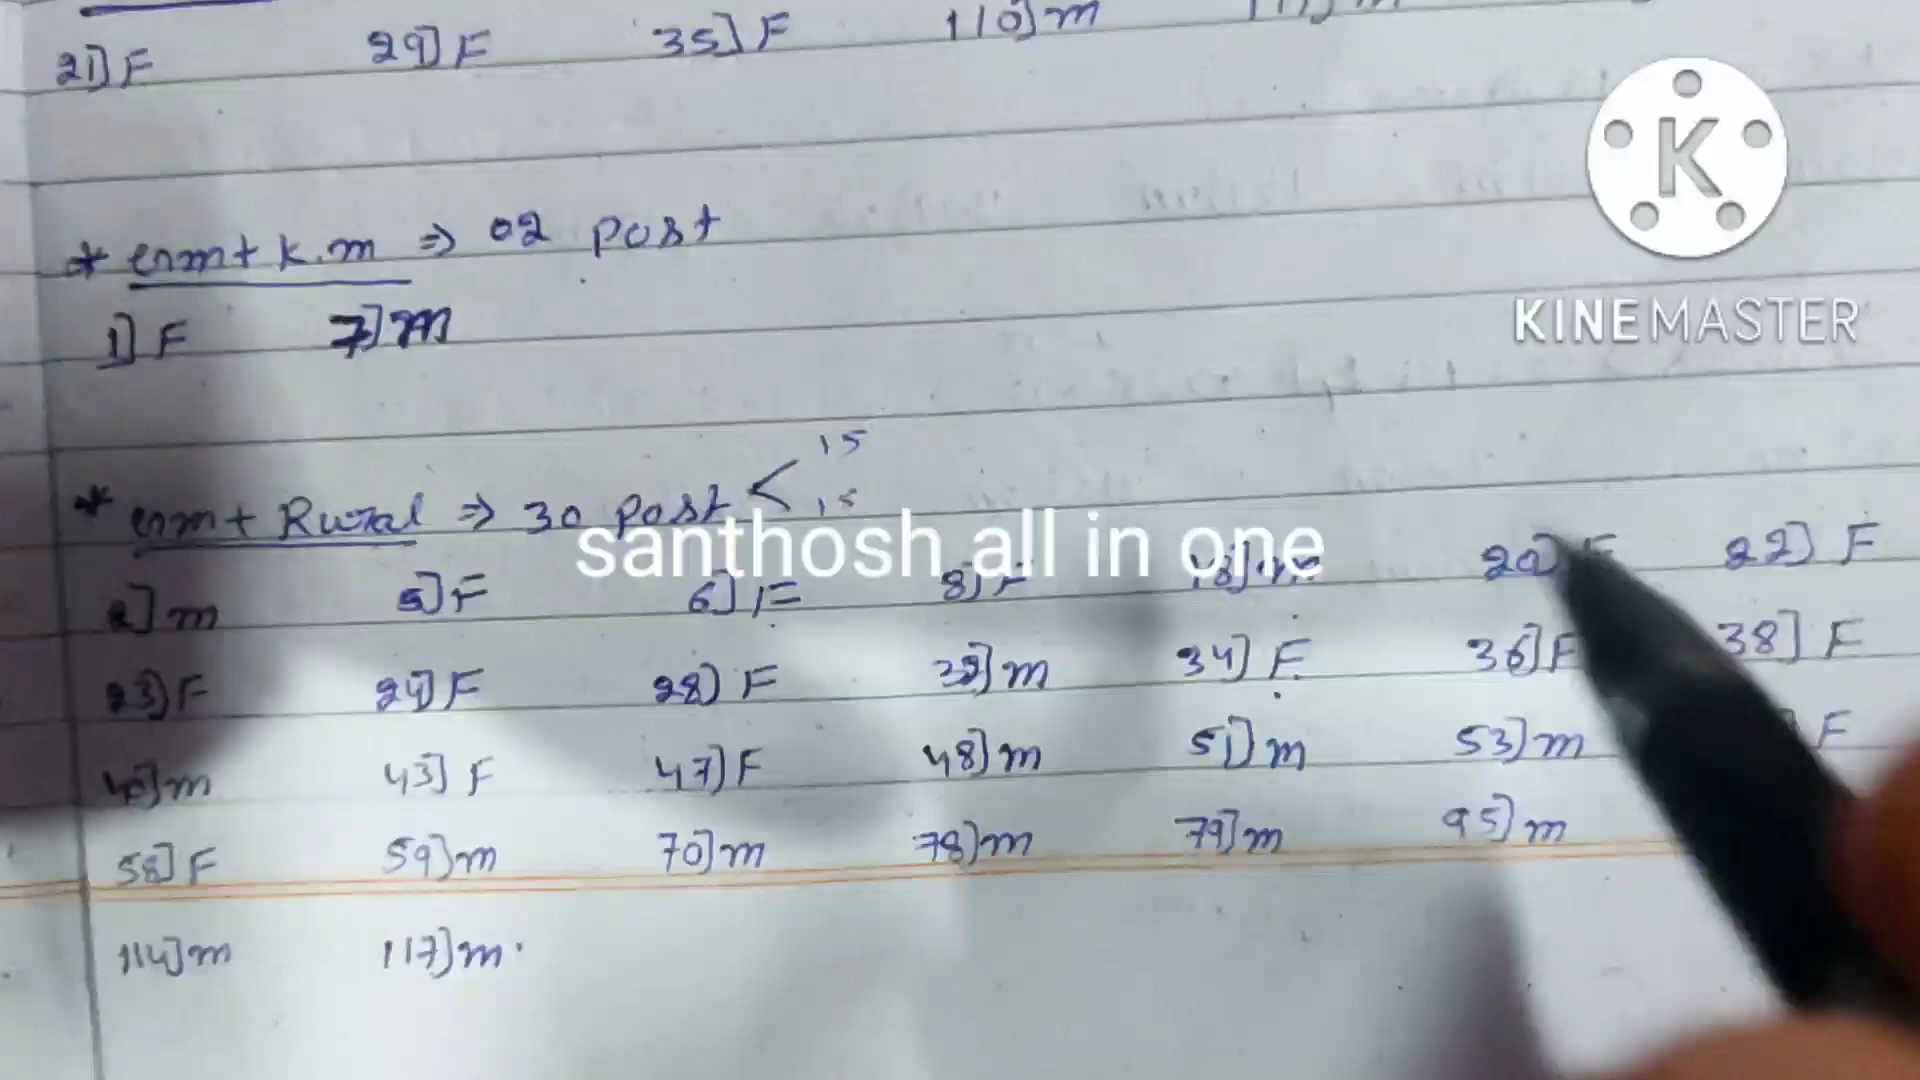 21] F 29] F 35] F 110] m
K
KINEMASTER
* GM + K.M => 02 Post
1] F 7] M
* GM + Rural => 30 Post < 15
15
santhosh all in one
2] m 5] F 6] F 8] F 18] m 20] F 22] F
23] F 24] F 28] F 32] m 34] F 36] F 38] F
40] m 43] F 47] F 48] m 51] m 53] m F
58] F 59] m 70] m 78] m 79] m 95] m
114] m 117] m.